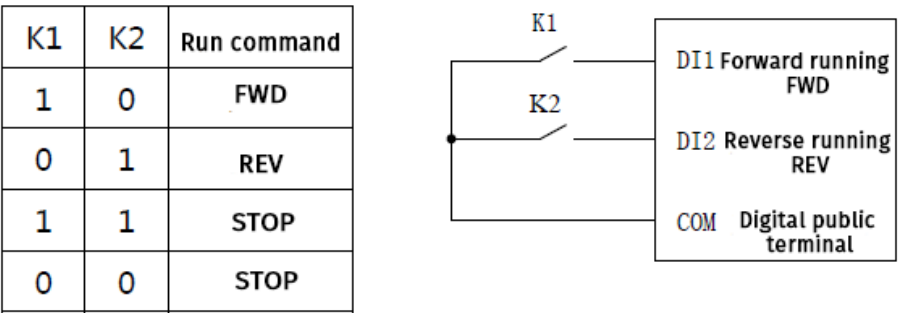 K1 K2 Run command
1 0 FWD
0 1 REV
1 1 STOP
0 0 STOP
K1
DI1 Forward running
FWD
K2
DI2 Reverse running
REV
COM Digital public
terminal